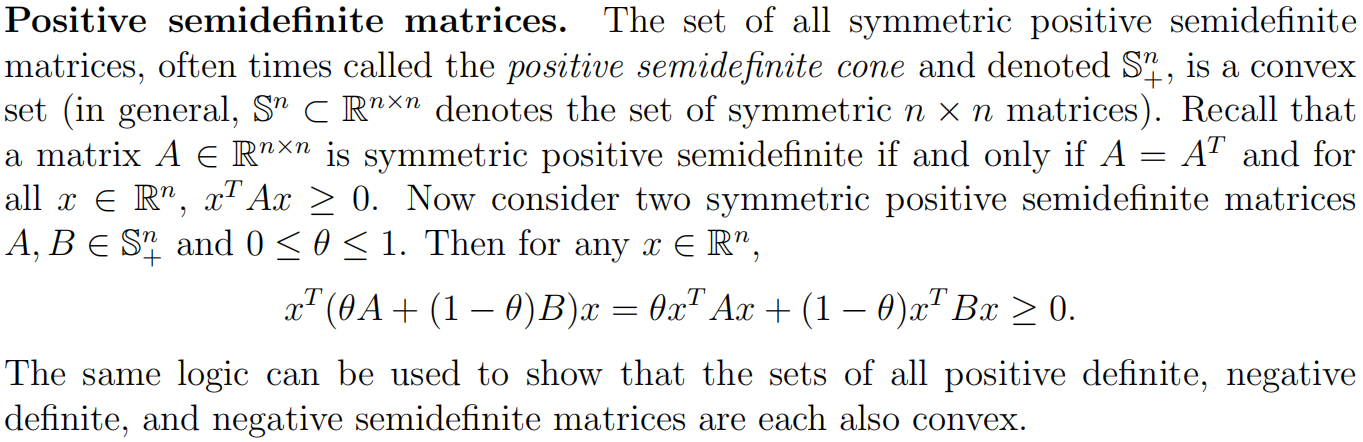 Positive semidefinite matrices. The set of all symmetric positive semidefinite
matrices, often times called the positive semidefinite cone and denoted 𝕊ⁿ₊, is a convex
set (in general, 𝕊ⁿ ⊂ ℝⁿˣⁿ denotes the set of symmetric n × n matrices). Recall that
a matrix A ∈ ℝⁿˣⁿ is symmetric positive semidefinite if and only if A = Aᵀ and for
all x ∈ ℝⁿ, xᵀAx ≥ 0. Now consider two symmetric positive semidefinite matrices
A, B ∈ 𝕊ⁿ₊ and 0 ≤ θ ≤ 1. Then for any x ∈ ℝⁿ,
xᵀ(θA + (1 − θ)B)x = θxᵀAx + (1 − θ)xᵀBx ≥ 0.
The same logic can be used to show that the sets of all positive definite, negative
definite, and negative semidefinite matrices are each also convex.